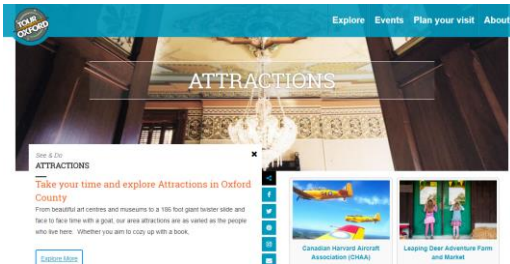 TOUR
OXFORD
Explore Events Plan your visit About
ATTRACTIONS
See & Do
ATTRACTIONS
Take your time and explore Attractions in Oxford
County
From beautiful art centres and museums to a 186 foot giant twister slide and
face to face time with a goat, our area attractions are as varied as the people
who live here. Whether you aim to cozy up with a book,
Explore More
Canadian Harvard Aircraft
Association (CHAA)
Leaping Deer Adventure Farm
and Market